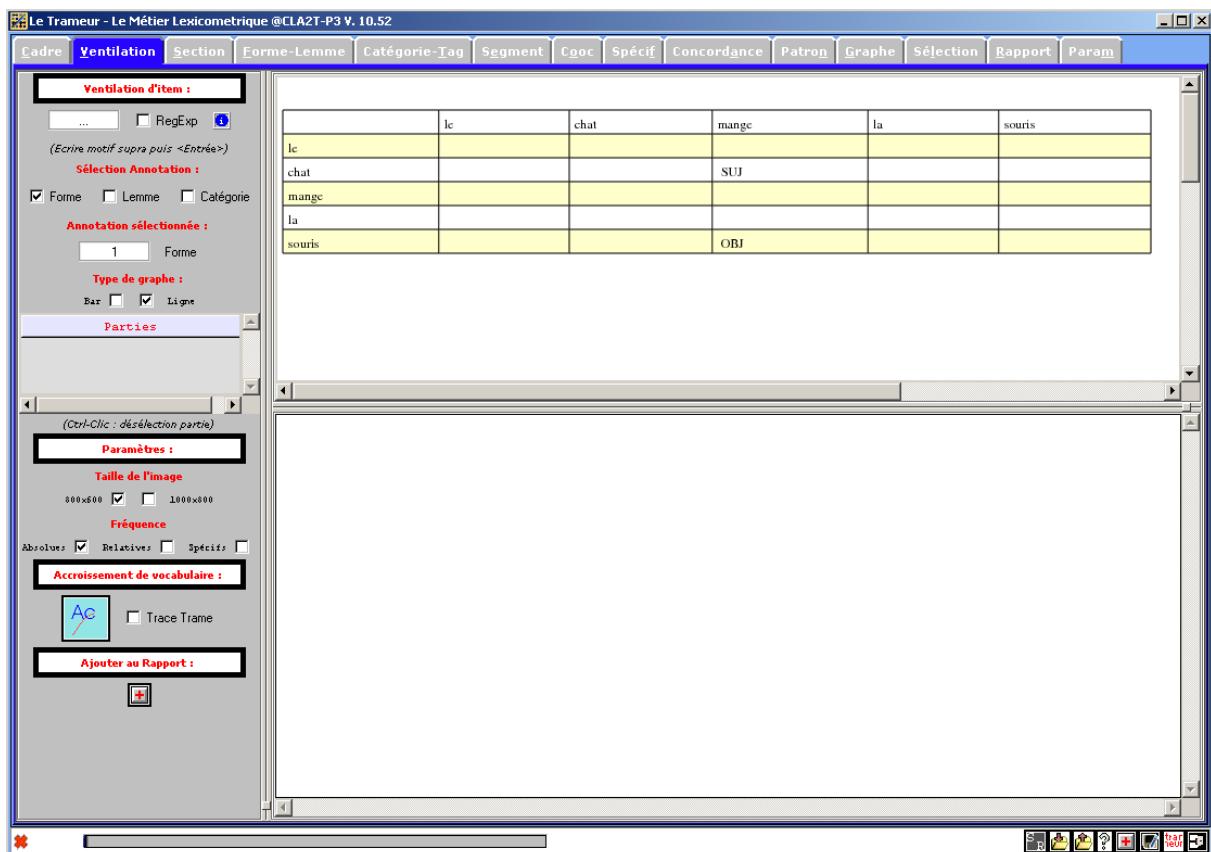 Le Trameur - Le Métier Lexicometrique @CLA2T-P3 V. 10.52
Cadre Ventilation Section Forme-Lemme Catégorie-Tag Segment Cooc Spécif Concordance Patron Graphe Sélection Rapport Param
Ventilation d'item :
... RegExp i
(Ecrire motif supra puis <Entrée>)
Sélection Annotation :
Forme Lemme Catégorie
Annotation sélectionnée :
1 Forme
Type de graphe :
Bar Ligne
Parties
(Ctrl-Clic : désélection partie)
Paramètres :
Taille de l'image
800x600 1000x800
Fréquence
Absolues Relatives Spécifs
Accroissement de vocabulaire :
Ac Trace Trame
Ajouter au Rapport :
le chat mange la souris
le
chat SUJ
mange
la
souris OBJ
S R ? trameur